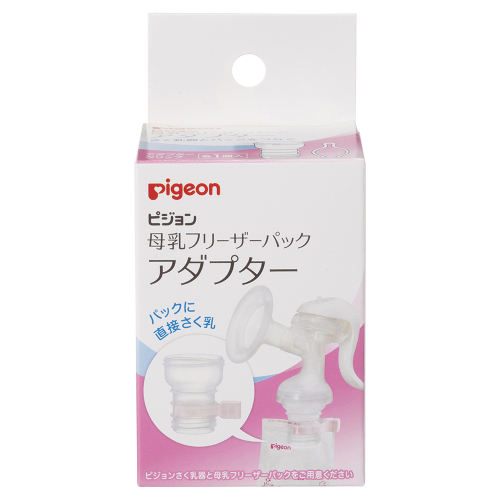 Pigeon
ピジョン
母乳フリーザーパック
アダプター
パックに
直接さく乳
Pigeon
ピジョンさく乳器と母乳フリーザーパックをご用意ください